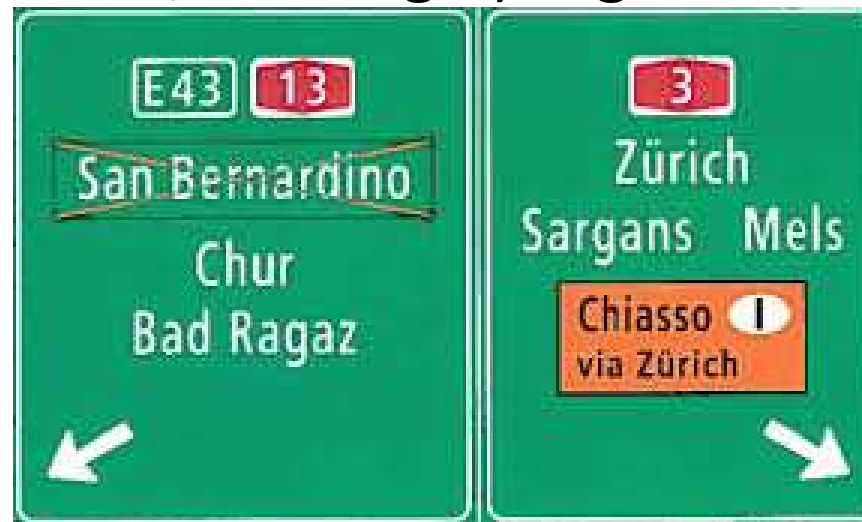 E43 13
San Bernardino
Chur
Bad Ragaz
3
Zürich
Sargans Mels
Chiasso I
via Zürich